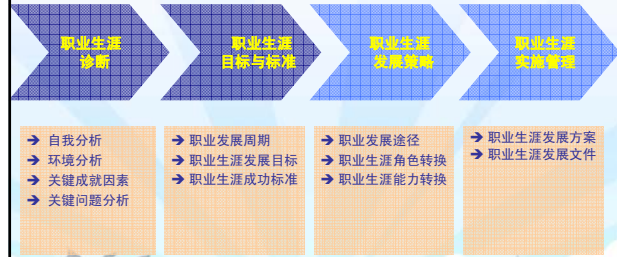 职业生涯
诊断
职业生涯
目标与标准
职业生涯
发展策略
职业生涯
实施管理
➔ 自我分析
➔ 环境分析
➔ 关键成就因素
➔ 关键问题分析
➔ 职业发展周期
➔ 职业生涯发展目标
➔ 职业生涯成功标准
➔ 职业发展途径
➔ 职业生涯角色转换
➔ 职业生涯能力转换
➔ 职业生涯发展方案
➔ 职业生涯发展文件